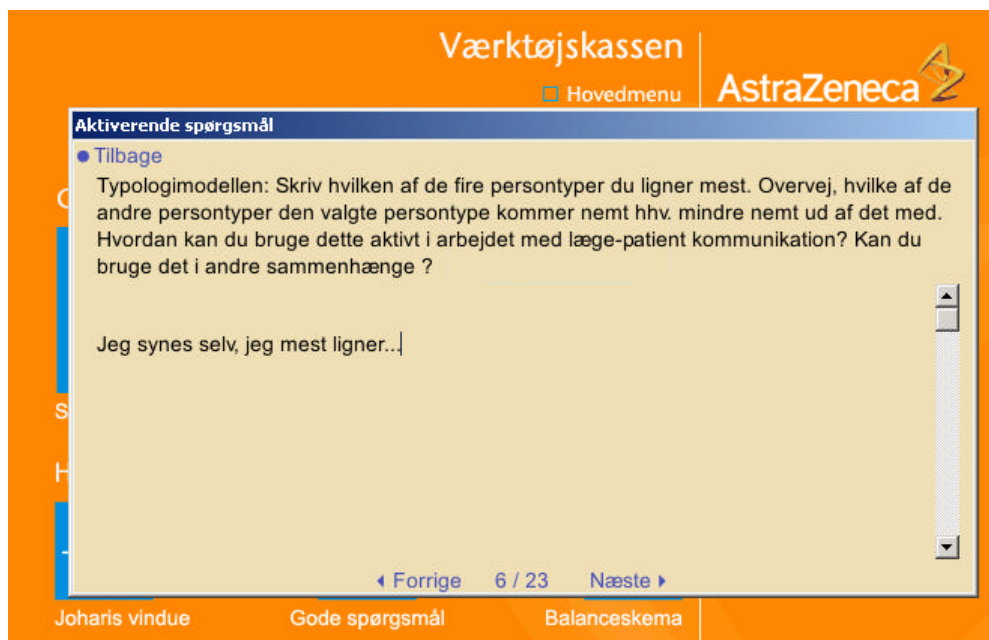 Værktøjskassen
Hovedmenu
AstraZeneca
Aktiverende spørgsmål
Tilbage
Typologimodellen: Skriv hvilken af de fire persontyper du ligner mest. Overvej, hvilke af de
andre persontyper den valgte persontype kommer nemt hhv. mindre nemt ud af det med.
Hvordan kan du bruge dette aktivt i arbejdet med læge-patient kommunikation? Kan du
bruge det i andre sammenhænge ?
Jeg synes selv, jeg mest ligner...
Forrige 6 / 23 Næste
Joharis vindue Gode spørgsmål Balanceskema